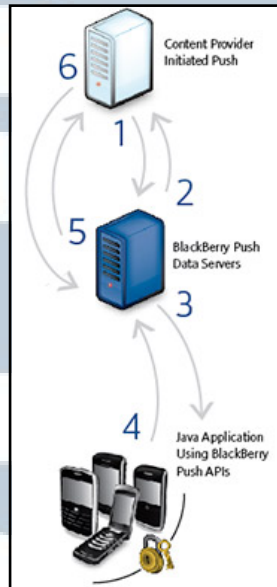 Content Provider
Initiated Push
6
1
2
5
BlackBerry Push
Data Servers
3
4
Java Application
Using BlackBerry
Push APIs